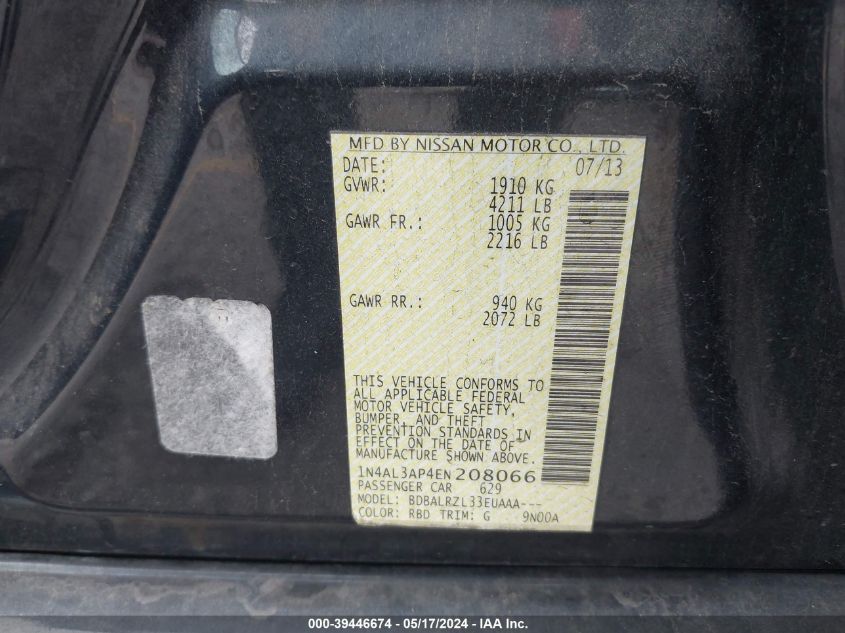 MFD BY NISSAN MOTOR CO., LTD.
DATE: 07/13
GVWR: 1910 KG
4211 LB
GAWR FR.: 1005 KG
2216 LB
GAWR RR.: 940 KG
2072 LB
THIS VEHICLE CONFORMS TO
ALL APPLICABLE FEDERAL
MOTOR VEHICLE SAFETY,
BUMPER, AND THEFT
PREVENTION STANDARDS IN
EFFECT ON THE DATE OF
MANUFACTURE SHOWN ABOVE.
1N4AL3AP4EN208066
PASSENGER CAR 629
MODEL: BDBALRZL33EUAAA---
COLOR: RBD TRIM: G 9N00A
000-39446674 - 05/17/2024 - IAA Inc.